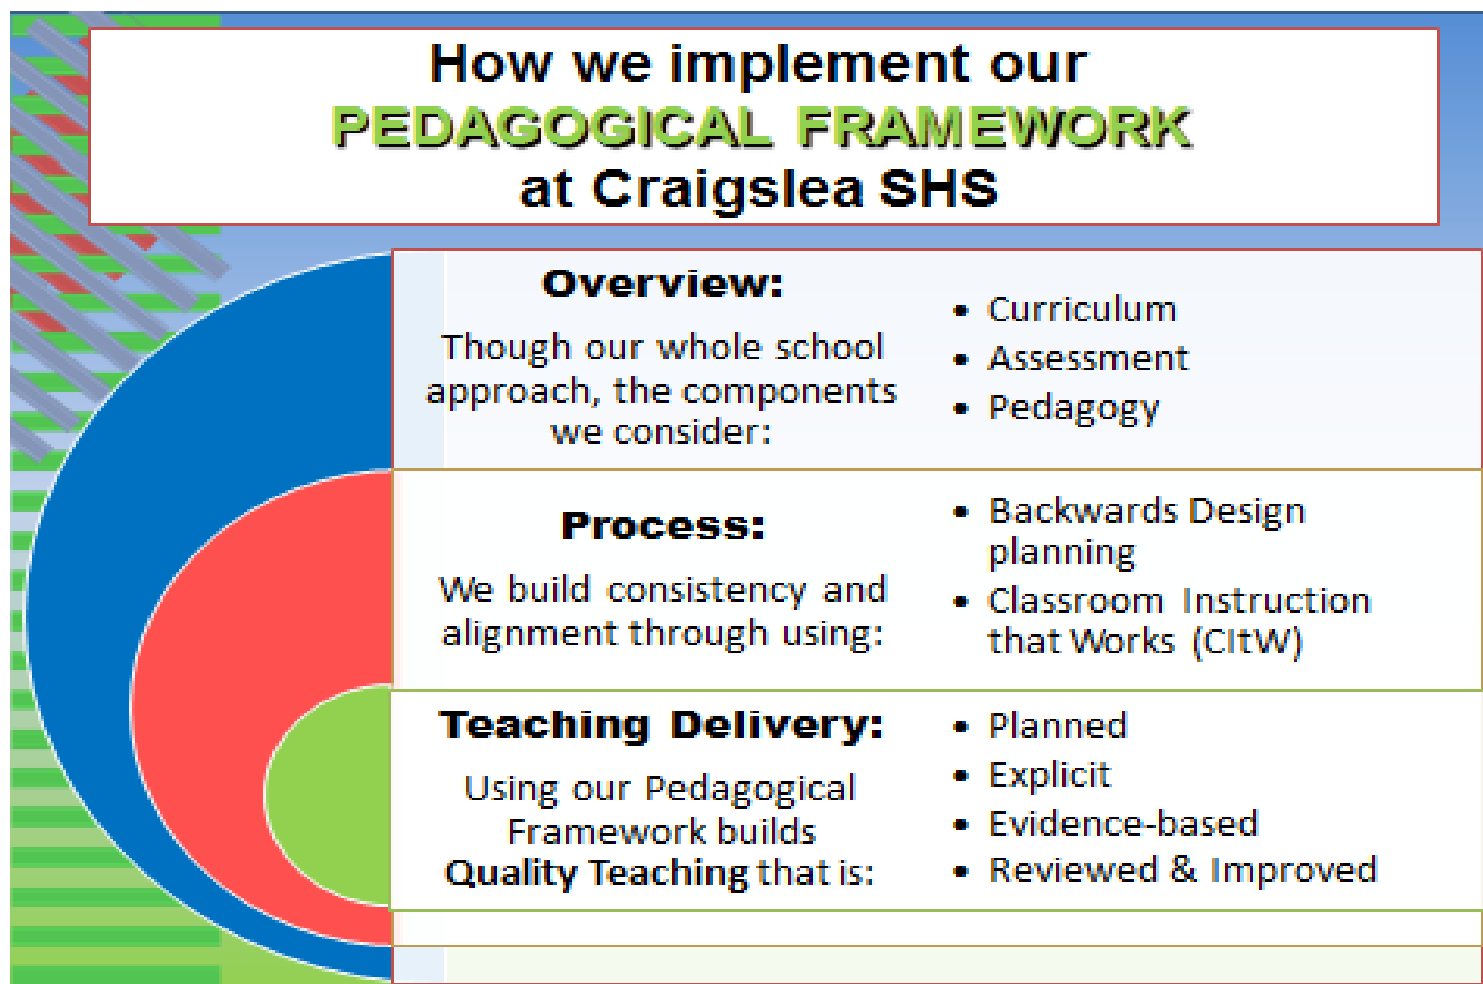 How we implement our
PEDAGOGICAL FRAMEWORK
at Craigslea SHS
Overview:
Though our whole school
approach, the components
we consider:
• Curriculum
• Assessment
• Pedagogy
Process:
We build consistency and
alignment through using:
• Backwards Design
planning
• Classroom Instruction
that Works (CItW)
Teaching Delivery:
Using our Pedagogical
Framework builds
Quality Teaching that is:
• Planned
• Explicit
• Evidence-based
• Reviewed & Improved